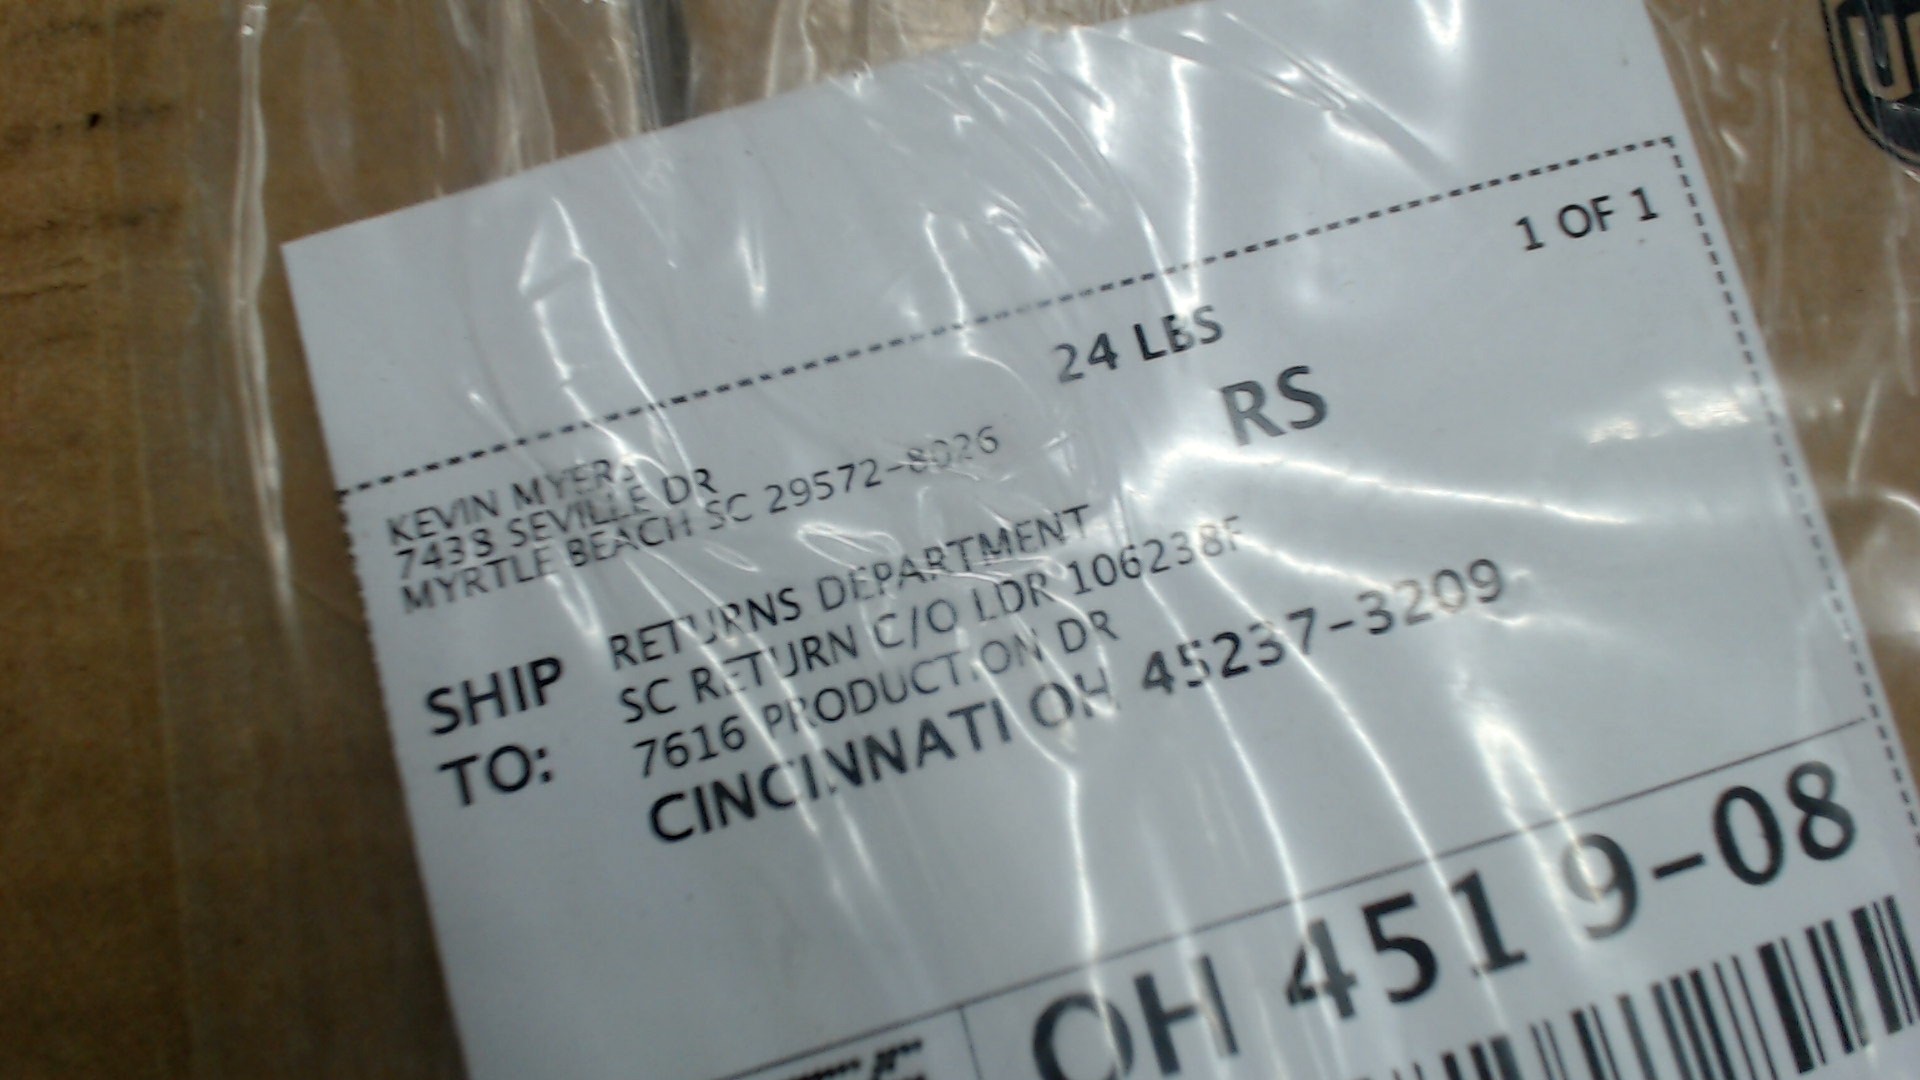 1 OF 1
24 LBS
RS
KEVIN MYERS
7438 SEVILLE DR
MYRTLE BEACH SC 29572-8026
SHIP TO:
RETURNS DEPARTMENT
SC RETURN C/O LDR 106238F
7616 PRODUCTION DR
CINCINNATI OH 45237-3209
OH 451 9-08